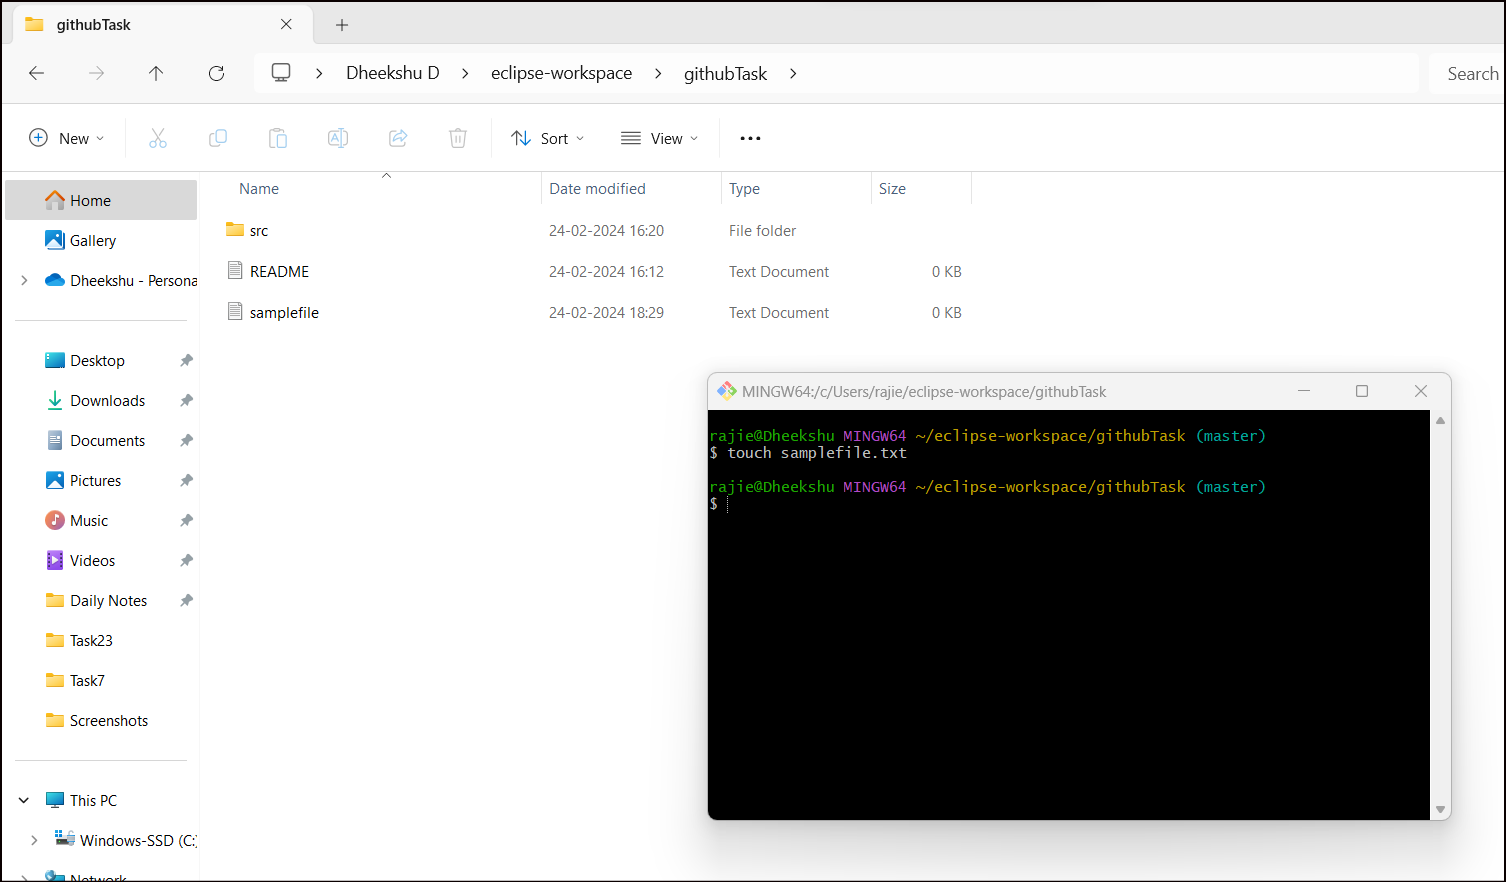 githubTask
Dheekshu D > eclipse-workspace > githubTask >
Search
New
Sort
View
Name Date modified Type Size
src 24-02-2024 16:20 File folder
README 24-02-2024 16:12 Text Document 0 KB
samplefile 24-02-2024 18:29 Text Document 0 KB
Home
Gallery
Dheekshu - Persona
Desktop
Downloads
Documents
Pictures
Music
Videos
Daily Notes
Task23
Task7
Screenshots
This PC
Windows-SSD (C:)
Network
MINGW64:/c/Users/rajie/eclipse-workspace/githubTask
rajie@Dheekshu MINGW64 ~/eclipse-workspace/githubTask (master)
$ touch samplefile.txt
rajie@Dheekshu MINGW64 ~/eclipse-workspace/githubTask (master)
$